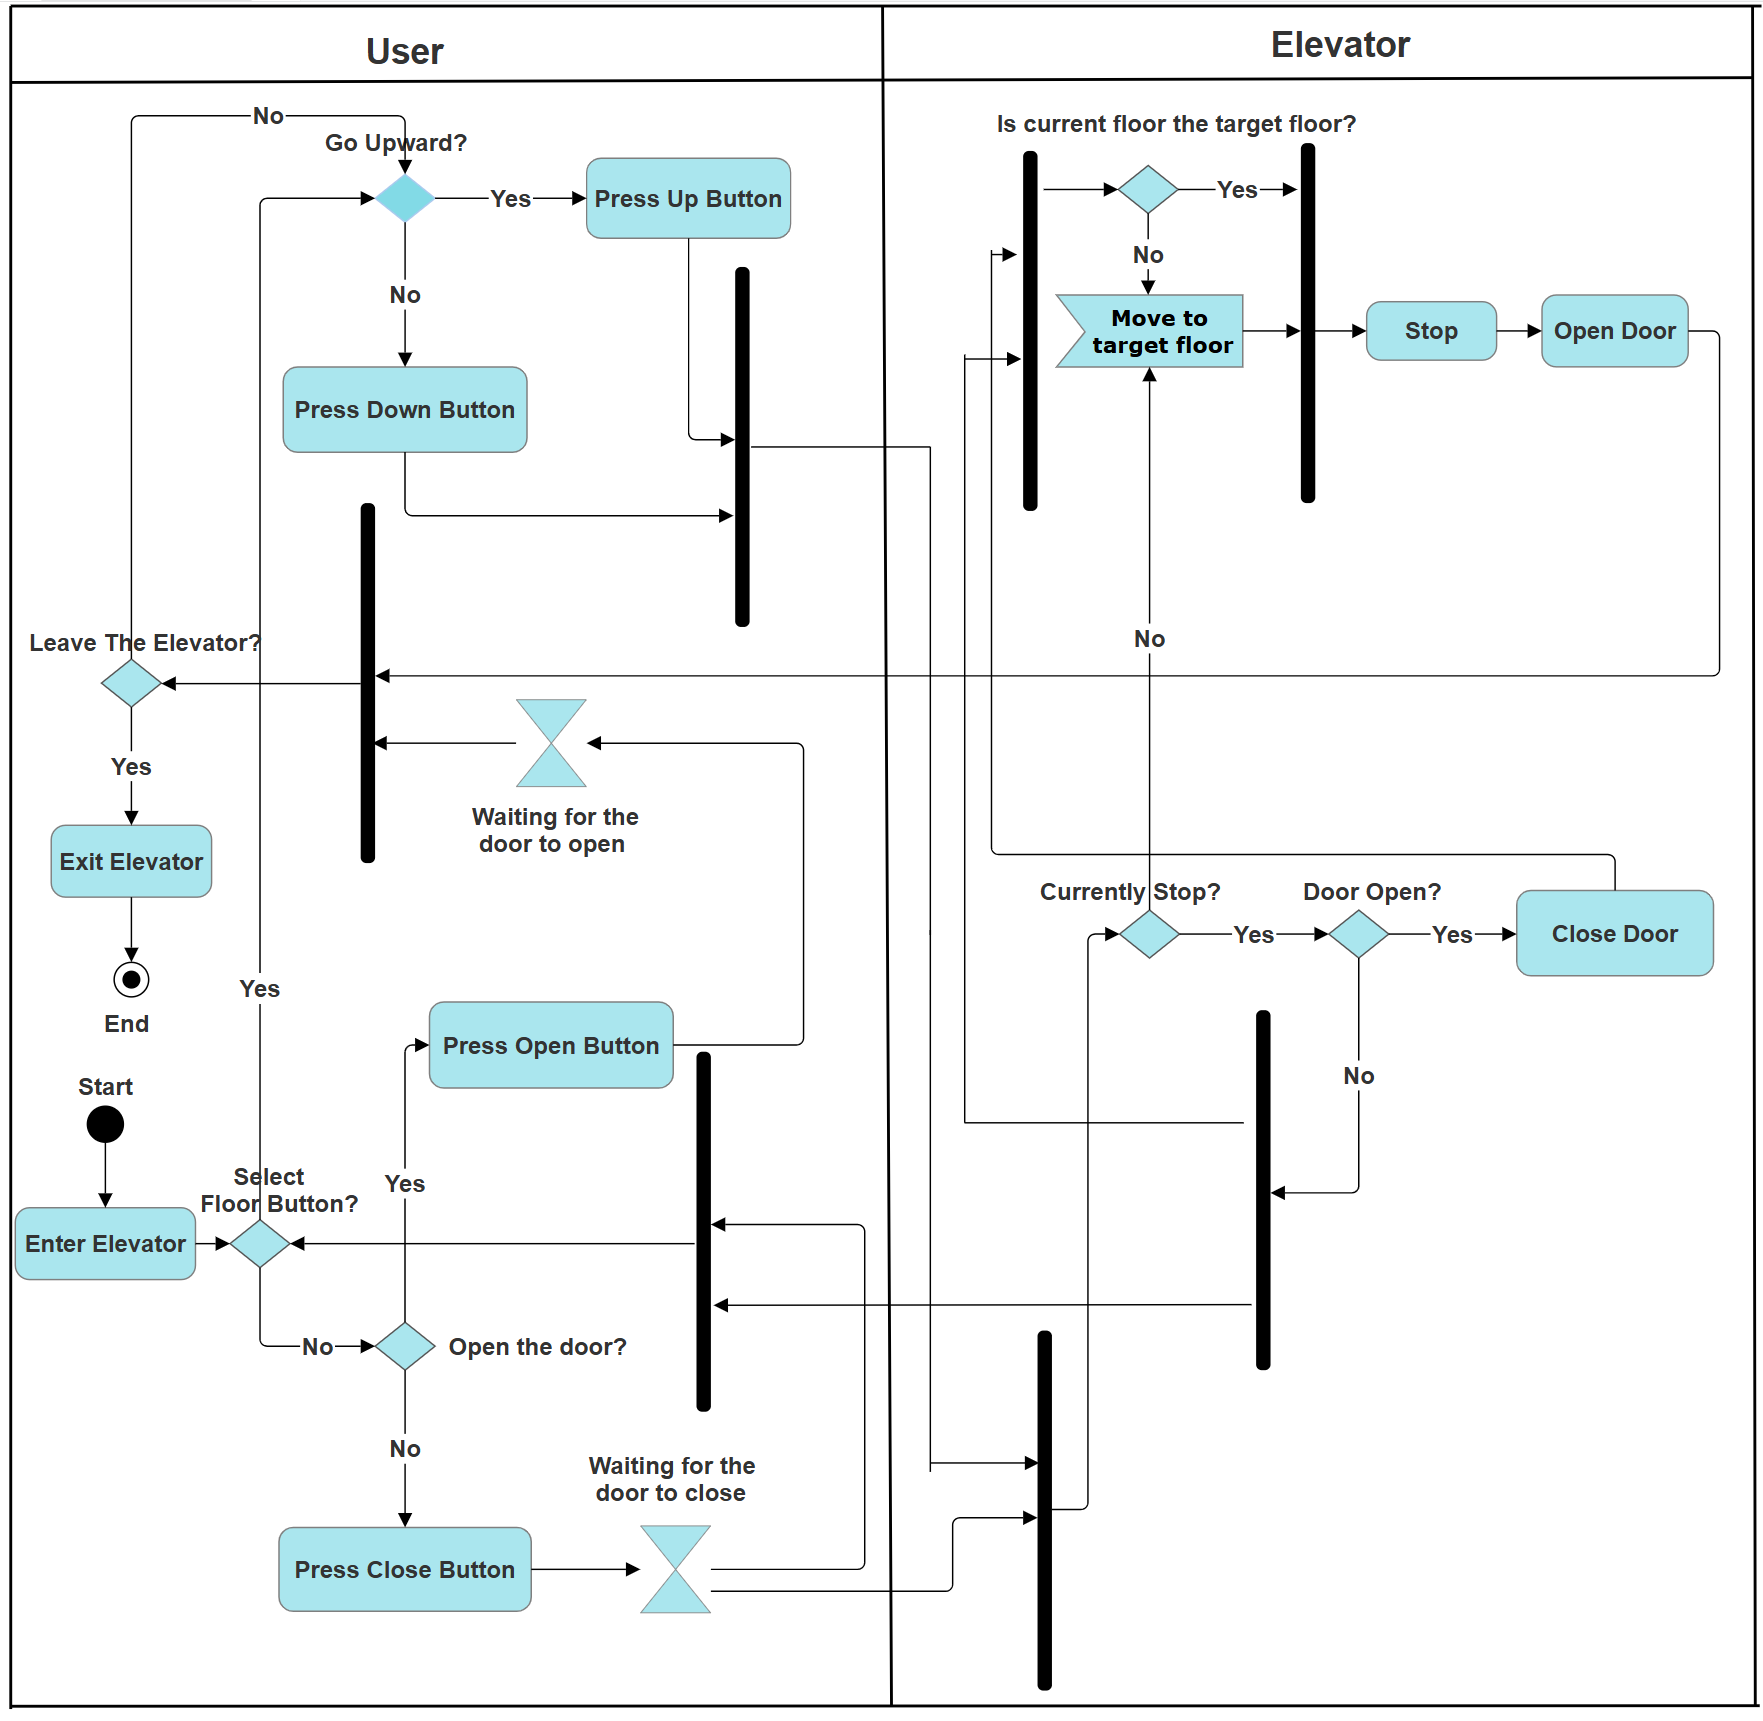 User
Elevator
No
Go Upward?
Yes
Press Up Button
No
Press Down Button
Is current floor the target floor?
Yes
No
Move to
target floor
Stop
Open Door
Leave The Elevator?
Yes
Exit Elevator
End
Waiting for the
door to open
No
Currently Stop?
Yes
Door Open?
Yes
Close Door
No
Yes
Press Open Button
Start
Select
Floor Button?
Yes
Enter Elevator
No
Open the door?
No
Waiting for the
door to close
Press Close Button